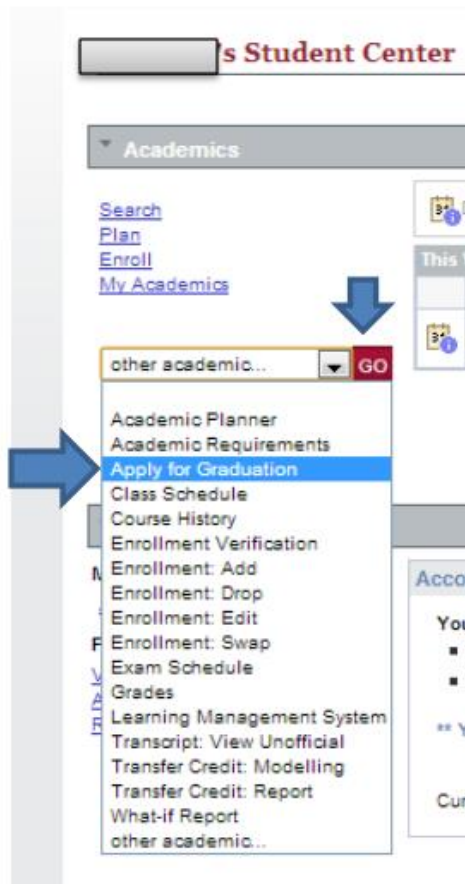 's Student Center
Academics
Search
Plan
Enroll
My Academics
This
other academic... GO
Academic Planner
Academic Requirements
Apply for Graduation
Class Schedule
Course History
Enrollment Verification
Enrollment: Add
Enrollment: Drop
Enrollment: Edit
Enrollment: Swap
Exam Schedule
Grades
Learning Management System
Transcript: View Unofficial
Transfer Credit: Modelling
Transfer Credit: Report
What-if Report
other academic...
Acco
You
** Y
Cur